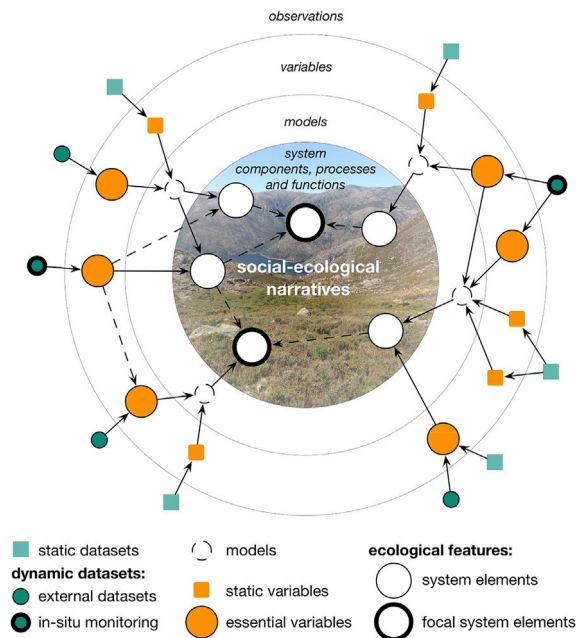 observations
variables
models
system
components, processes
and functions
social-ecological
narratives
static datasets
dynamic datasets:
external datasets
in-situ monitoring
models
static variables
essential variables
ecological features:
system elements
focal system elements